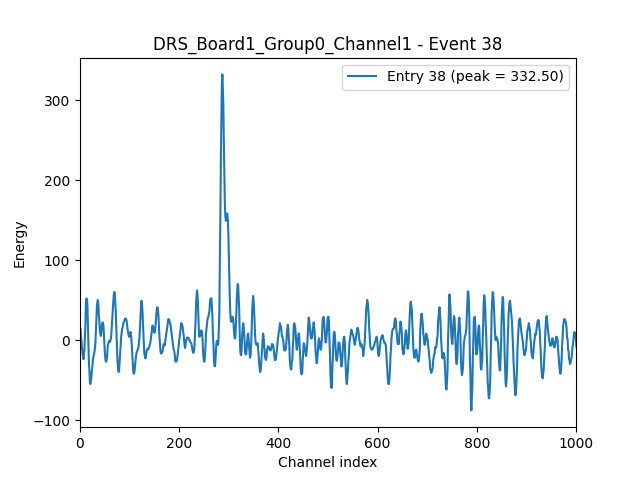 DRS_Board1_Group0_Channel1 - Event 38
Entry 38 (peak = 332.50)
300
200
100
0
−100
Energy
0 200 400 600 800 1000
Channel index